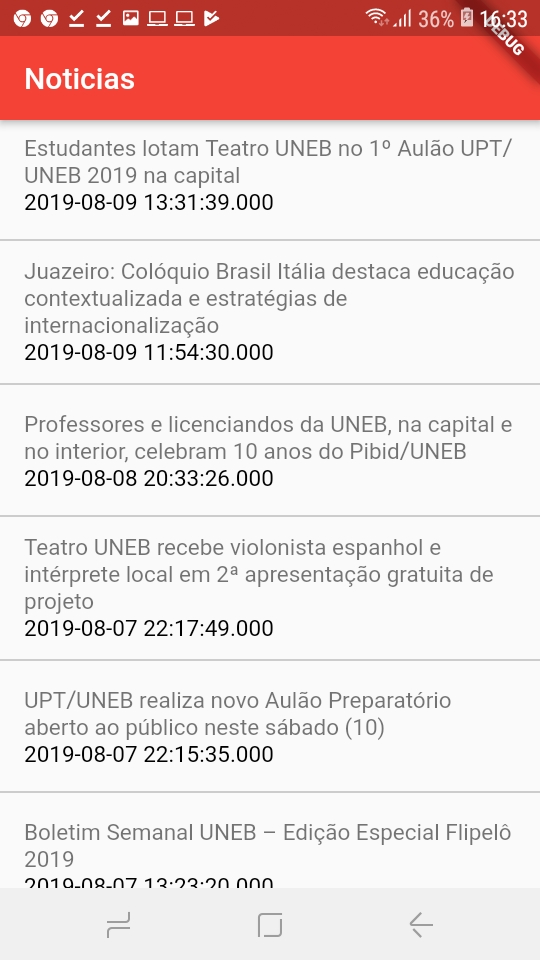 36% 16:33
DEBUG
Noticias
Estudantes lotam Teatro UNEB no 1º Aulão UPT/
UNEB 2019 na capital
2019-08-09 13:31:39.000
Juazeiro: Colóquio Brasil Itália destaca educação
contextualizada e estratégias de
internacionalização
2019-08-09 11:54:30.000
Professores e licenciandos da UNEB, na capital e
no interior, celebram 10 anos do Pibid/UNEB
2019-08-08 20:33:26.000
Teatro UNEB recebe violonista espanhol e
intérprete local em 2ª apresentação gratuita de
projeto
2019-08-07 22:17:49.000
UPT/UNEB realiza novo Aulão Preparatório
aberto ao público neste sábado (10)
2019-08-07 22:15:35.000
Boletim Semanal UNEB – Edição Especial Flipelô
2019
2019-08-07 13:23:20.000